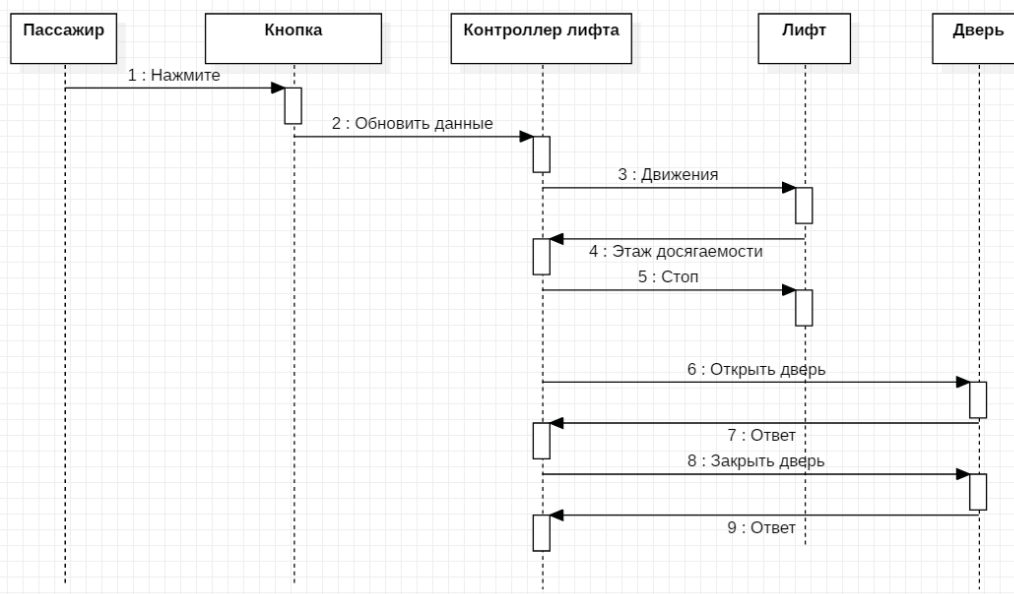 Пассажир
Кнопка
Контроллер лифта
Лифт
Дверь
1 : Нажмите
2 : Обновить данные
3 : Движения
4 : Этаж досягаемости
5 : Стоп
6 : Открыть дверь
7 : Ответ
8 : Закрыть дверь
9 : Ответ